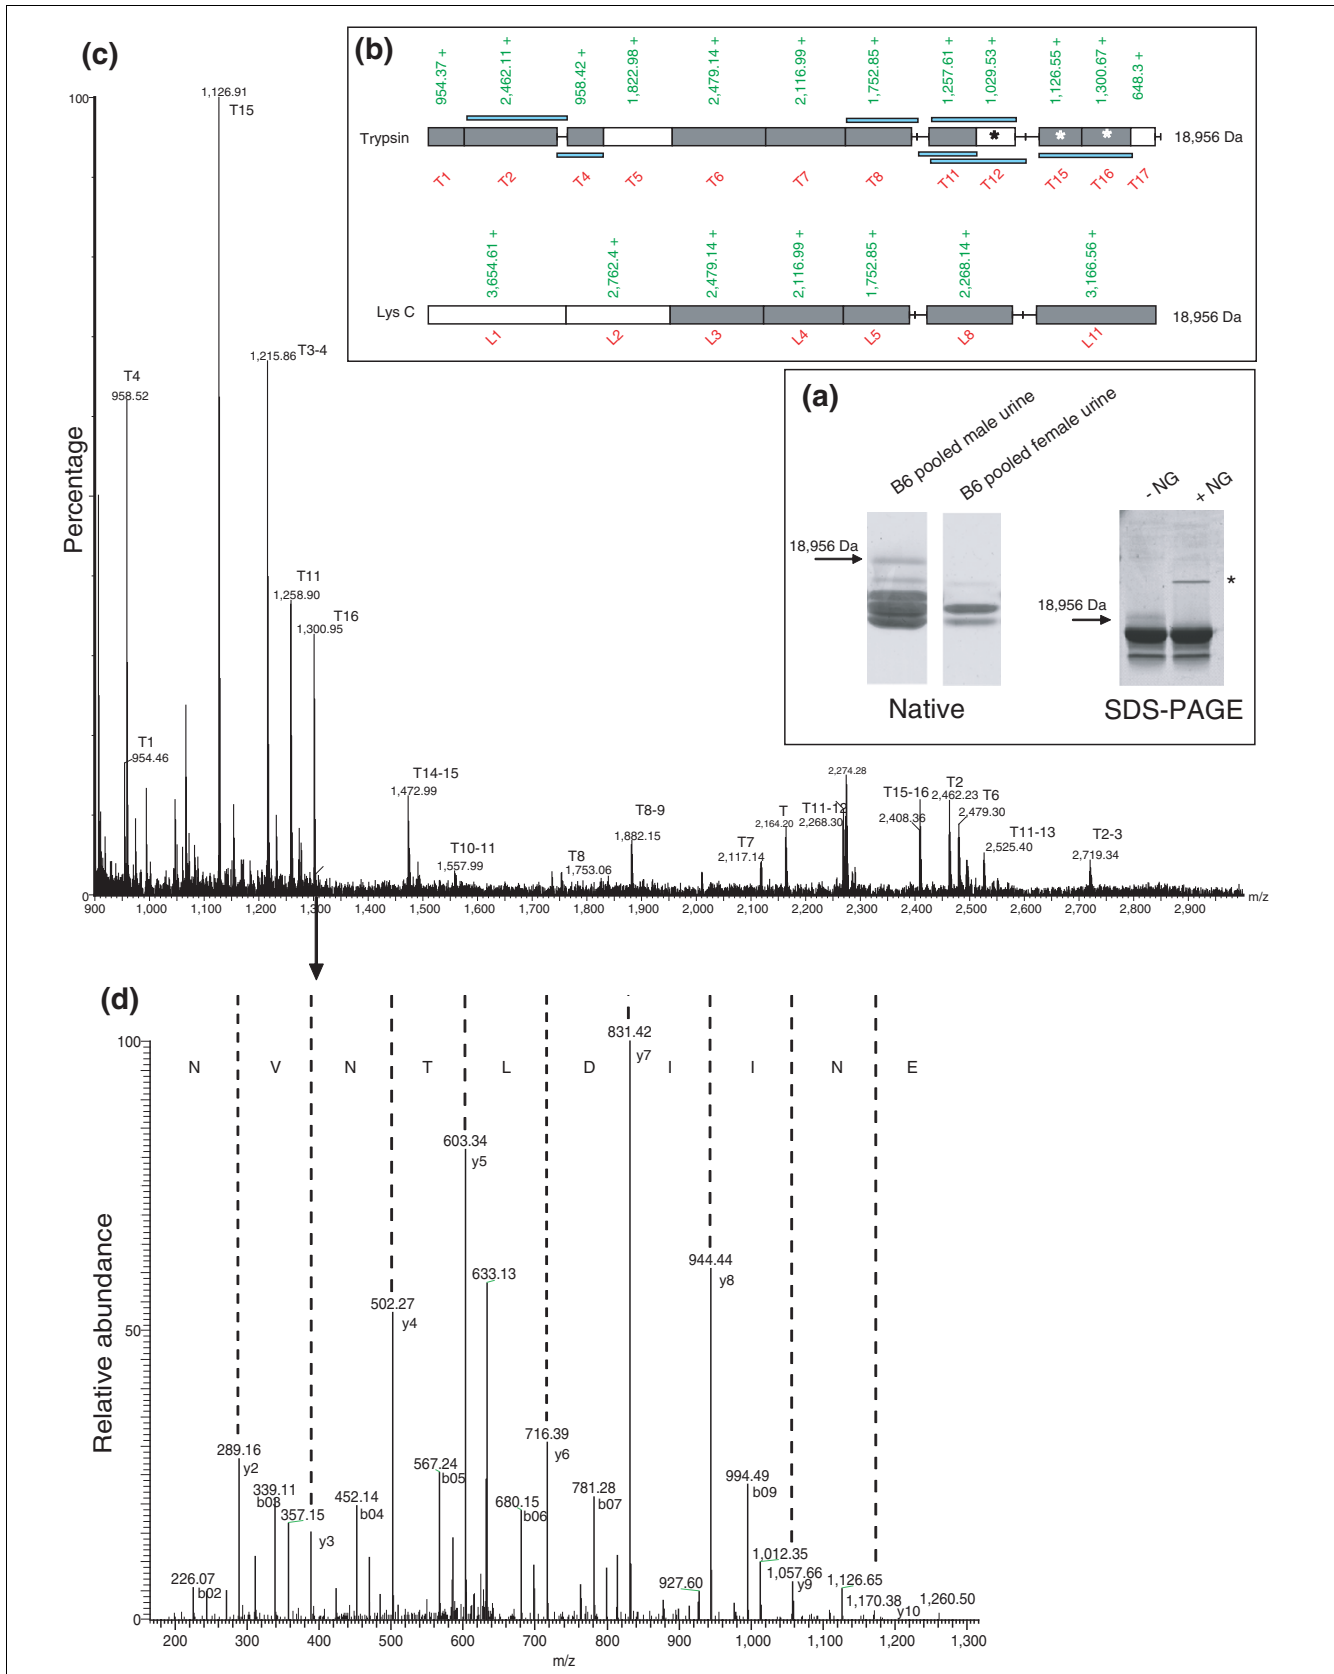 (c)
(b)
954.37 +
2,462.11 +
958.42 +
1,822.98 +
2,479.14 +
2,116.99 +
1,752.85 +
1,257.61 +
1,029.53 +
1,126.55 +
1,300.67 +
648.3 +
Trypsin
*
*
*
18,956 Da
T1
T2
T4
T5
T6
T7
T8
T11
T12
T15
T16
T17
3,654.61 +
2,762.4 +
2,479.14 +
2,116.99 +
1,752.85 +
2,268.14 +
3,166.56 +
Lys C
18,956 Da
L1
L2
L3
L4
L5
L8
L11
(a)
B6 pooled male urine
B6 pooled female urine
- NG
+ NG
18,956 Da
18,956 Da
*
Native
SDS-PAGE
Percentage
100
0
1,126.91
T15
T4
958.52
1,215.86
T3-4
T11
1,258.90
T16
1,300.95
T1
954.46
T14-15
1,472.99
T10-11
1,557.99
T8
1,753.06
T8-9
1,882.15
T7
2,117.14
T
2,164.20
T11-12
2,268.30
2,274.28
T15-16
2,408.36
T2
2,462.23
T6
2,479.30
T11-13
2,525.40
T2-3
2,719.34
900 1,000 1,100 1,200 1,300 1,400 1,500 1,600 1,700 1,800 1,900 2,000 2,100 2,200 2,300 2,400 2,500 2,600 2,700 2,800 2,900
m/z
(d)
Relative abundance
100
50
0
N V N T L D I I N E
831.42
y7
603.34
y5
944.44
y8
633.13
502.27
y4
716.39
y6
289.16
y2
567.24
b05
994.49
b09
339.11
b03
357.15
y3
452.14
b04
680.15
b06
781.28
b07
226.07
b02
927.60
1,012.35
1,057.66
y9
1,126.65
1,170.38
y10
1,260.50
200 300 400 500 600 700 800 900 1,000 1,100 1,200 1,300
m/z